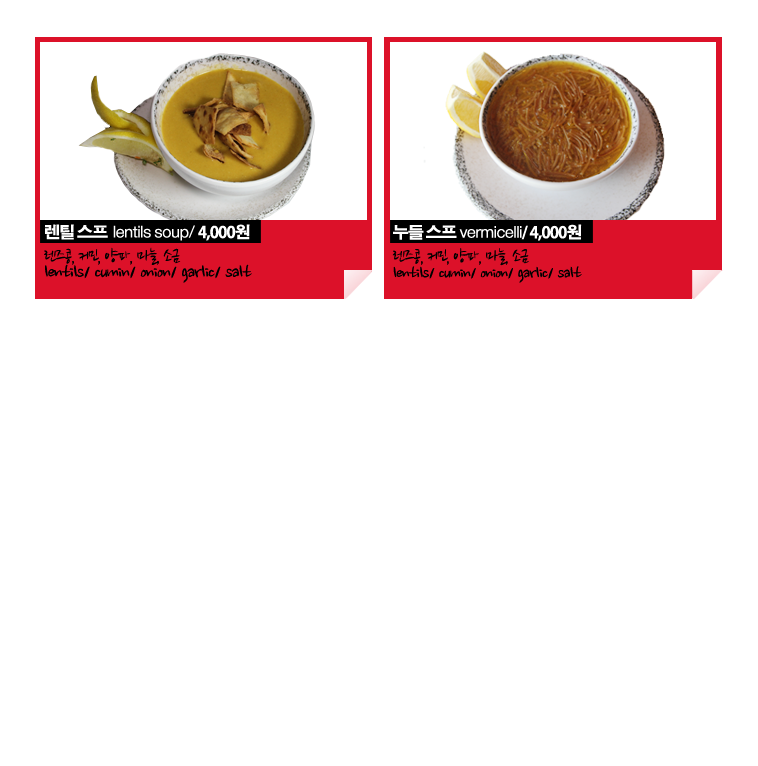 렌틸 스프 lentils soup/ 4,000원
렌즈콩, 커민, 양파, 마늘, 소금
lentils/ cumin/ onion/ garlic/ salt
누들 스프 vermicelli/ 4,000원
렌즈콩, 커민, 양파, 마늘, 소금
lentils/ cumin/ onion/ garlic/ salt